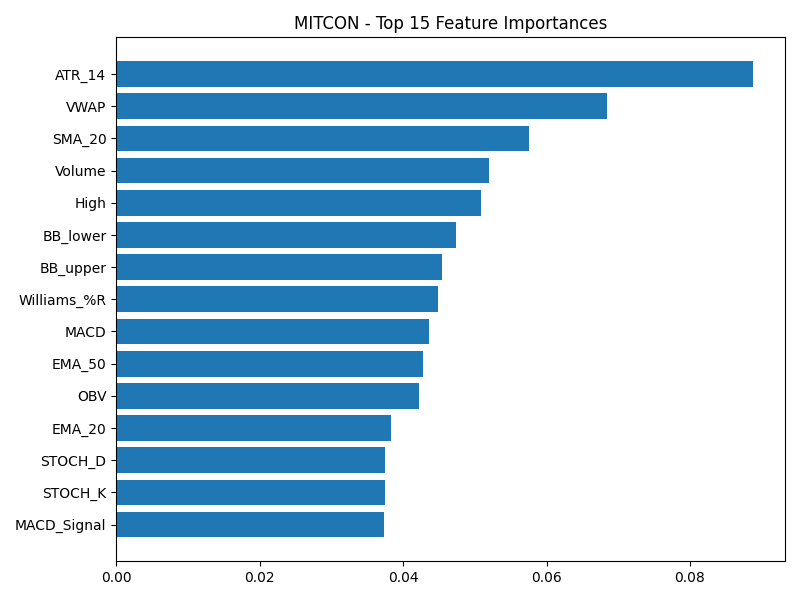 MITCON - Top 15 Feature Importances
ATR_14
VWAP
SMA_20
Volume
High
BB_lower
BB_upper
Williams_%R
MACD
EMA_50
OBV
EMA_20
STOCH_D
STOCH_K
MACD_Signal
0.00 0.02 0.04 0.06 0.08